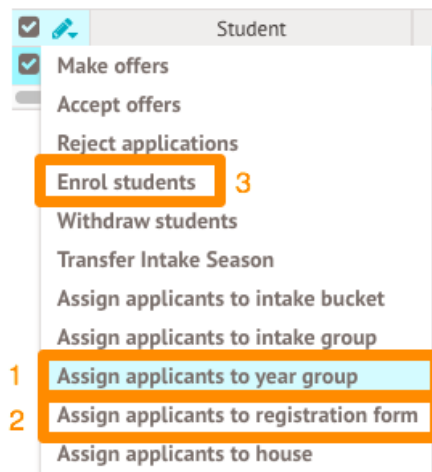 Student
Make offers
Accept offers
Reject applications
Enrol students 3
Withdraw students
Transfer Intake Season
Assign applicants to intake bucket
Assign applicants to intake group
1 Assign applicants to year group
2 Assign applicants to registration form
Assign applicants to house